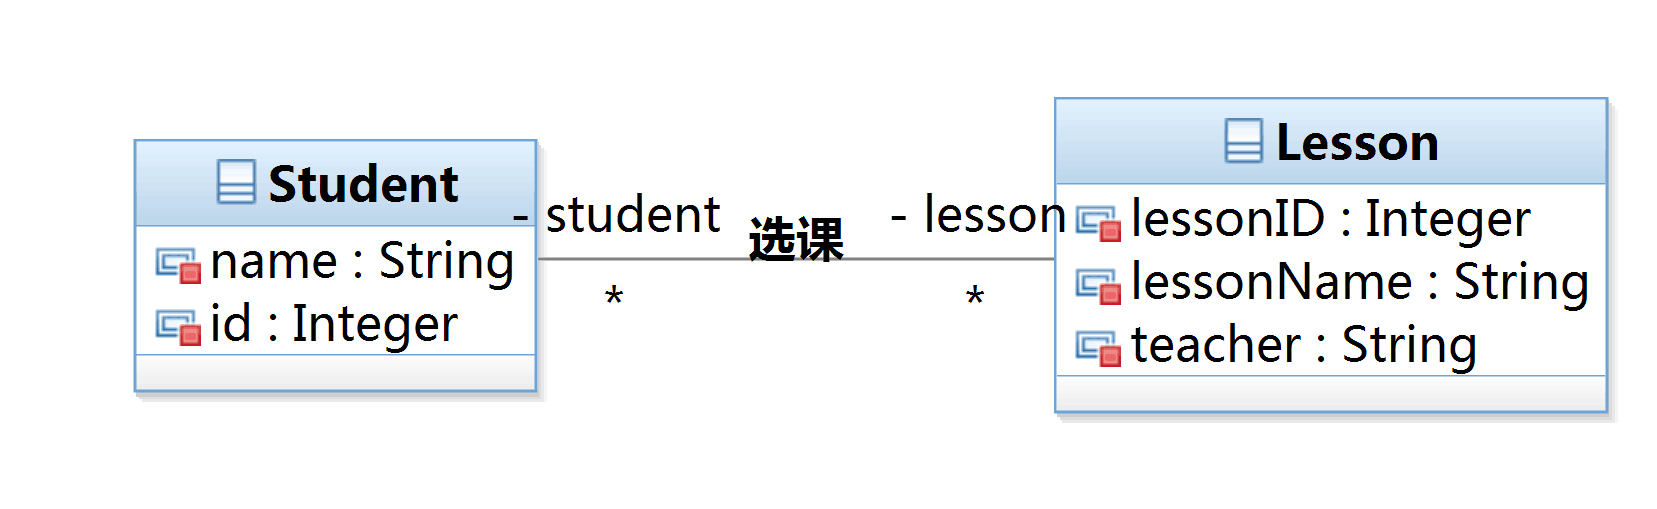 Student
name : String
id : Integer
- student
选课
- lesson
*
*
Lesson
lessonID : Integer
lessonName : String
teacher : String